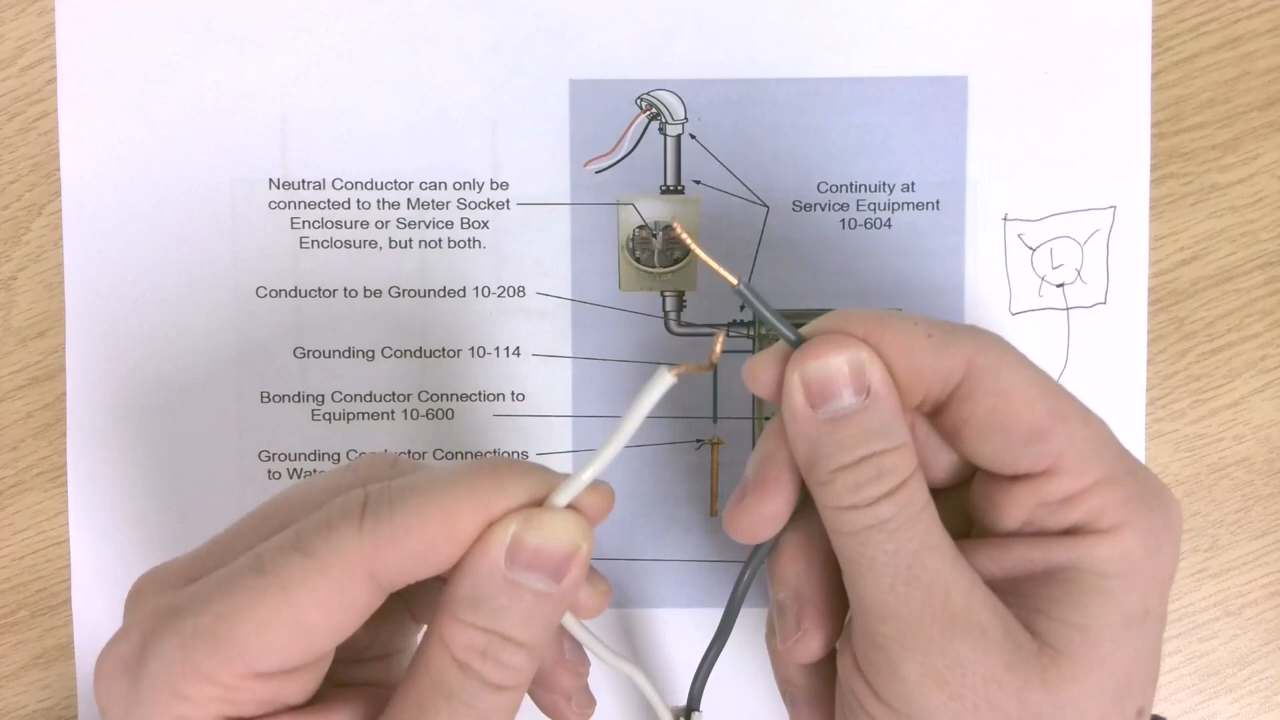 Neutral Conductor can only be
connected to the Meter Socket
Enclosure or Service Box
Enclosure, but not both.
Continuity at
Service Equipment
10-604
Conductor to be Grounded 10-208
Grounding Conductor 10-114
Bonding Conductor Connection to
Equipment 10-600
Grounding Connections
to
L